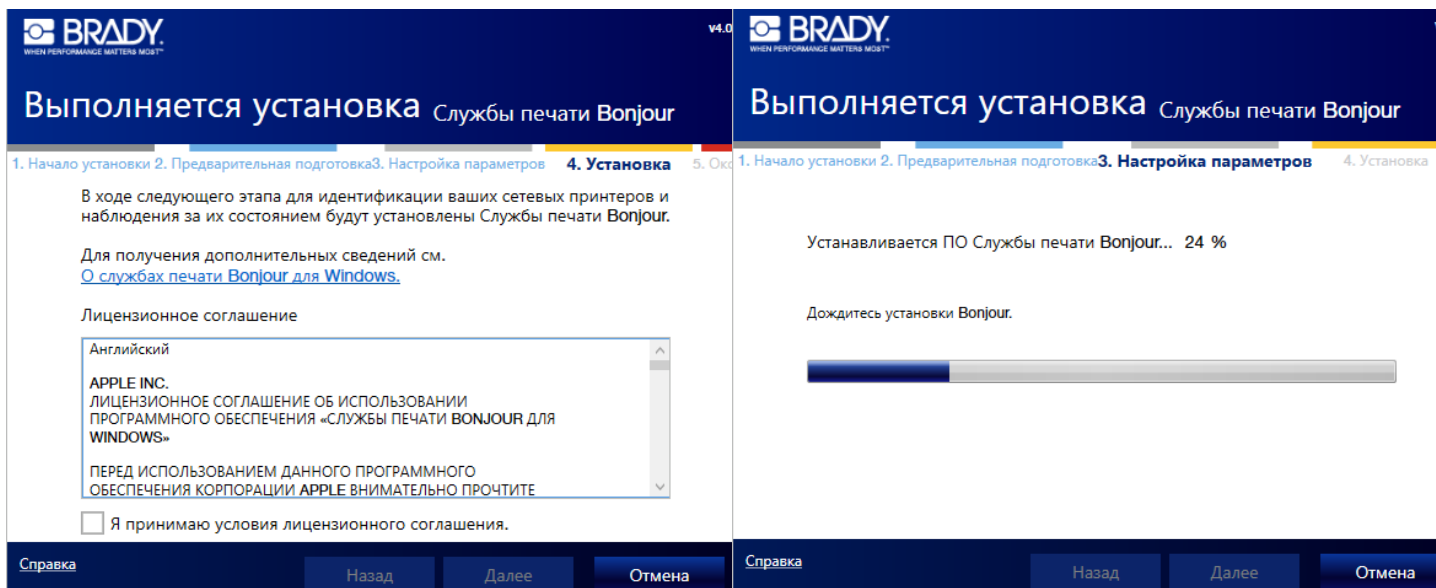 BRADY.
WHEN PERFORMANCE MATTERS MOST™
v4.0
Выполняется установка Службы печати Bonjour
1. Начало установки 2. Предварительная подготовка3. Настройка параметров 4. Установка 5.
В ходе следующего этапа для идентификации ваших сетевых принтеров и
наблюдения за их состоянием будут установлены Службы печати Bonjour.
Для получения дополнительных сведений см.
О службах печати Bonjour для Windows.
Лицензионное соглашение
Английский
APPLE INC.
ЛИЦЕНЗИОННОЕ СОГЛАШЕНИЕ ОБ ИСПОЛЬЗОВАНИИ
ПРОГРАММНОГО ОБЕСПЕЧЕНИЯ «СЛУЖБЫ ПЕЧАТИ BONJOUR ДЛЯ
WINDOWS»
ПЕРЕД ИСПОЛЬЗОВАНИЕМ ДАННОГО ПРОГРАММНОГО
ОБЕСПЕЧЕНИЯ КОРПОРАЦИИ APPLE ВНИМАТЕЛЬНО ПРОЧТИТЕ
Я принимаю условия лицензионного соглашения.
Справка
Назад
Далее
Отмена
BRADY.
WHEN PERFORMANCE MATTERS MOST™
Выполняется установка Службы печати Bonjour
1. Начало установки 2. Предварительная подготовка3. Настройка параметров 4. Установка
Устанавливается ПО Службы печати Bonjour... 24 %
Дождитесь установки Bonjour.
Справка
Назад
Далее
Отмена